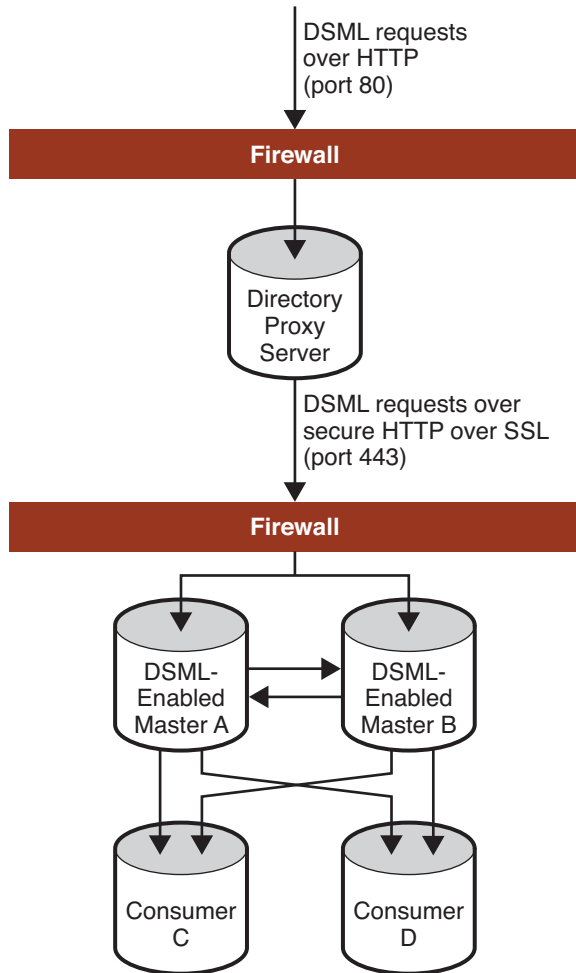 DSML requests
over HTTP
(port 80)
Firewall
Directory
Proxy
Server
DSML requests over
secure HTTP over SSL
(port 443)
Firewall
DSML-
Enabled
Master A
DSML-
Enabled
Master B
Consumer
C
Consumer
D